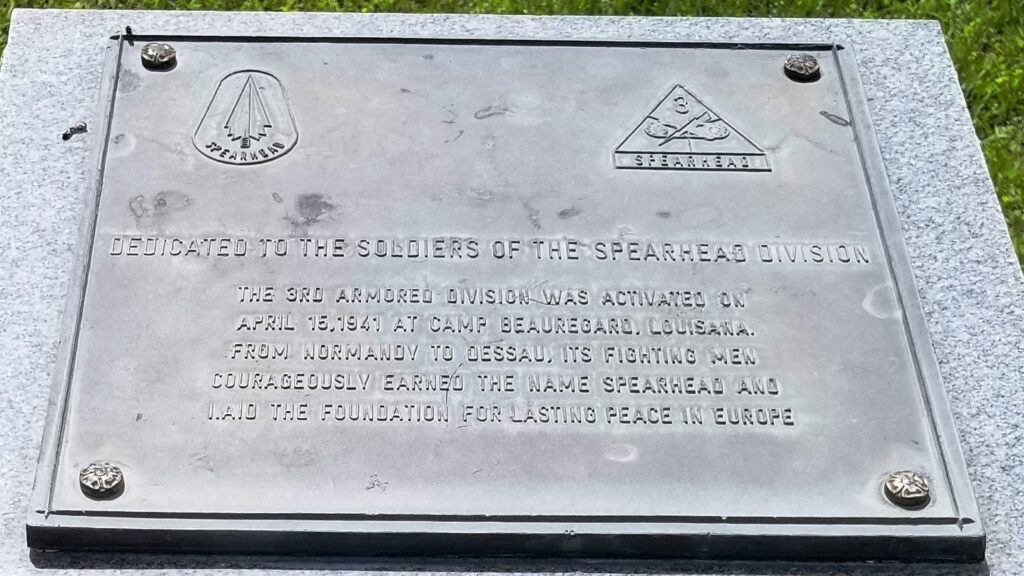 SPEARHEAD
3
SPEARHEAD
DEDICATED TO THE SOLDIERS OF THE SPEARHEAD DIVISION
THE 3RD ARMORED DIVISION WAS ACTIVATED ON
APRIL 15,1941 AT CAMP BEAUREGARD, LOUISANA.
FROM NORMANDY TO DESSAU, ITS FIGHTING MEN
COURAGEOUSLY EARNED THE NAME SPEARHEAD AND
LAID THE FOUNDATION FOR LASTING PEACE IN EUROPE